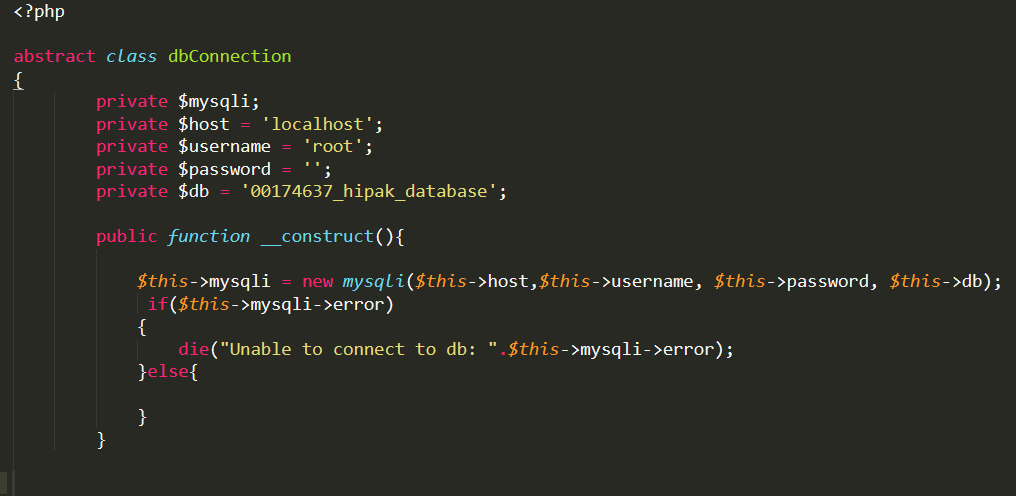 <?php
abstract class dbConnection
{
private $mysqli;
private $host = 'localhost';
private $username = 'root';
private $password = '';
private $db = '00174637_hipak_database';
public function __construct(){
$this->mysqli = new mysqli($this->host,$this->username, $this->password, $this->db);
if($this->mysqli->error)
{
die("Unable to connect to db: ".$this->mysqli->error);
}else{
}
}